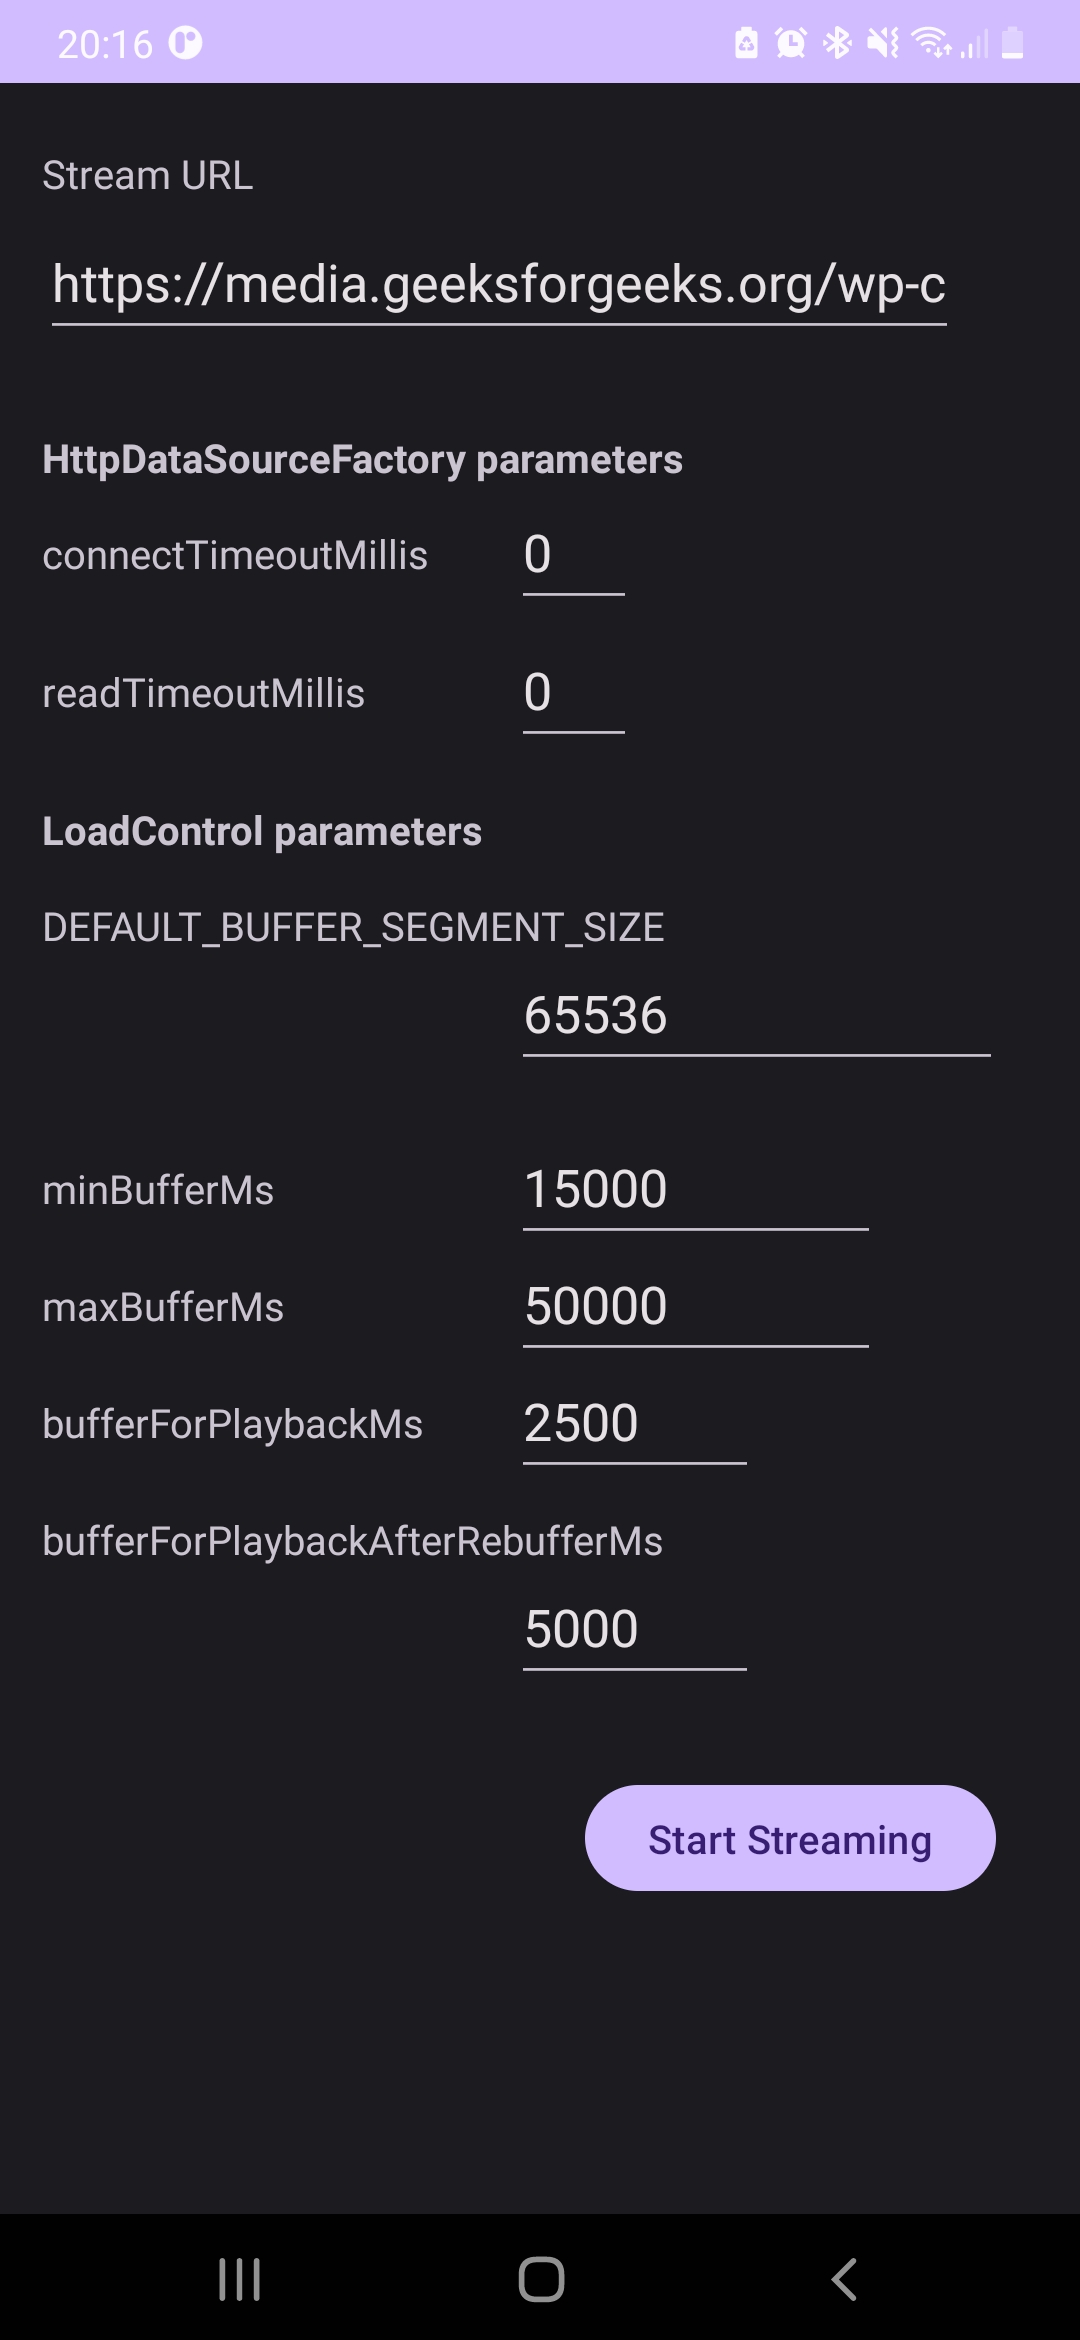 20:16
Stream URL
https://media.geeksforgeeks.org/wp-c
HttpDataSourceFactory parameters
connectTimeoutMillis 0
readTimeoutMillis 0
LoadControl parameters
DEFAULT_BUFFER_SEGMENT_SIZE
65536
minBufferMs 15000
maxBufferMs 50000
bufferForPlaybackMs 2500
bufferForPlaybackAfterRebufferMs
5000
Start Streaming